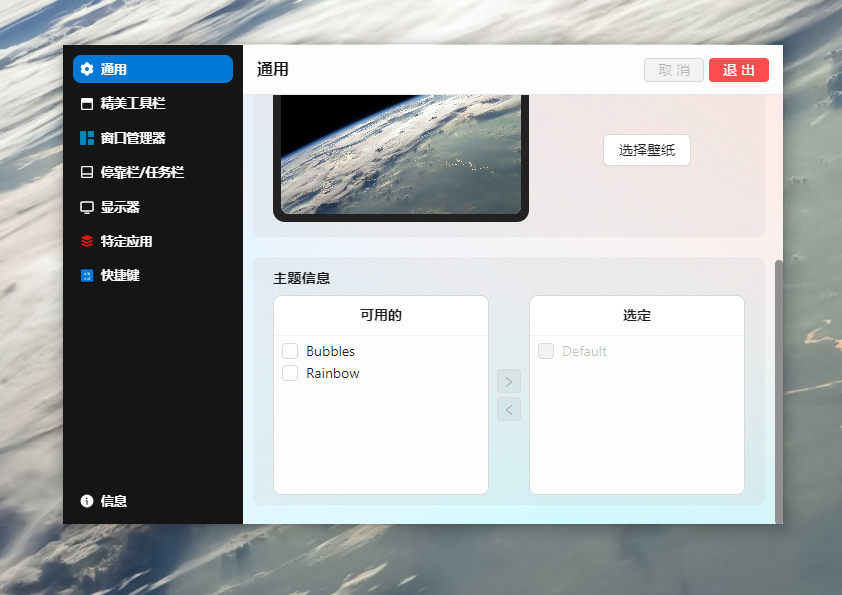 通用
精美工具栏
窗口管理器
停靠栏/任务栏
显示器
特定应用
快捷键
信息
通用
取 消
退 出
选择壁纸
主题信息
可用的
Bubbles
Rainbow
选定
Default